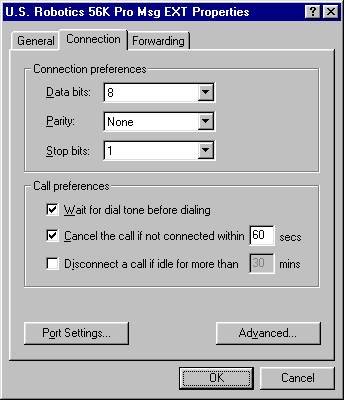 U.S. Robotics 56K Pro Msg EXT Properties
General Connection Forwarding
Connection preferences
Data bits: 8
Parity: None
Stop bits: 1
Call preferences
Wait for dial tone before dialing
Cancel the call if not connected within 60 secs
Disconnect a call if idle for more than 30 mins
Port Settings... Advanced...
OK Cancel